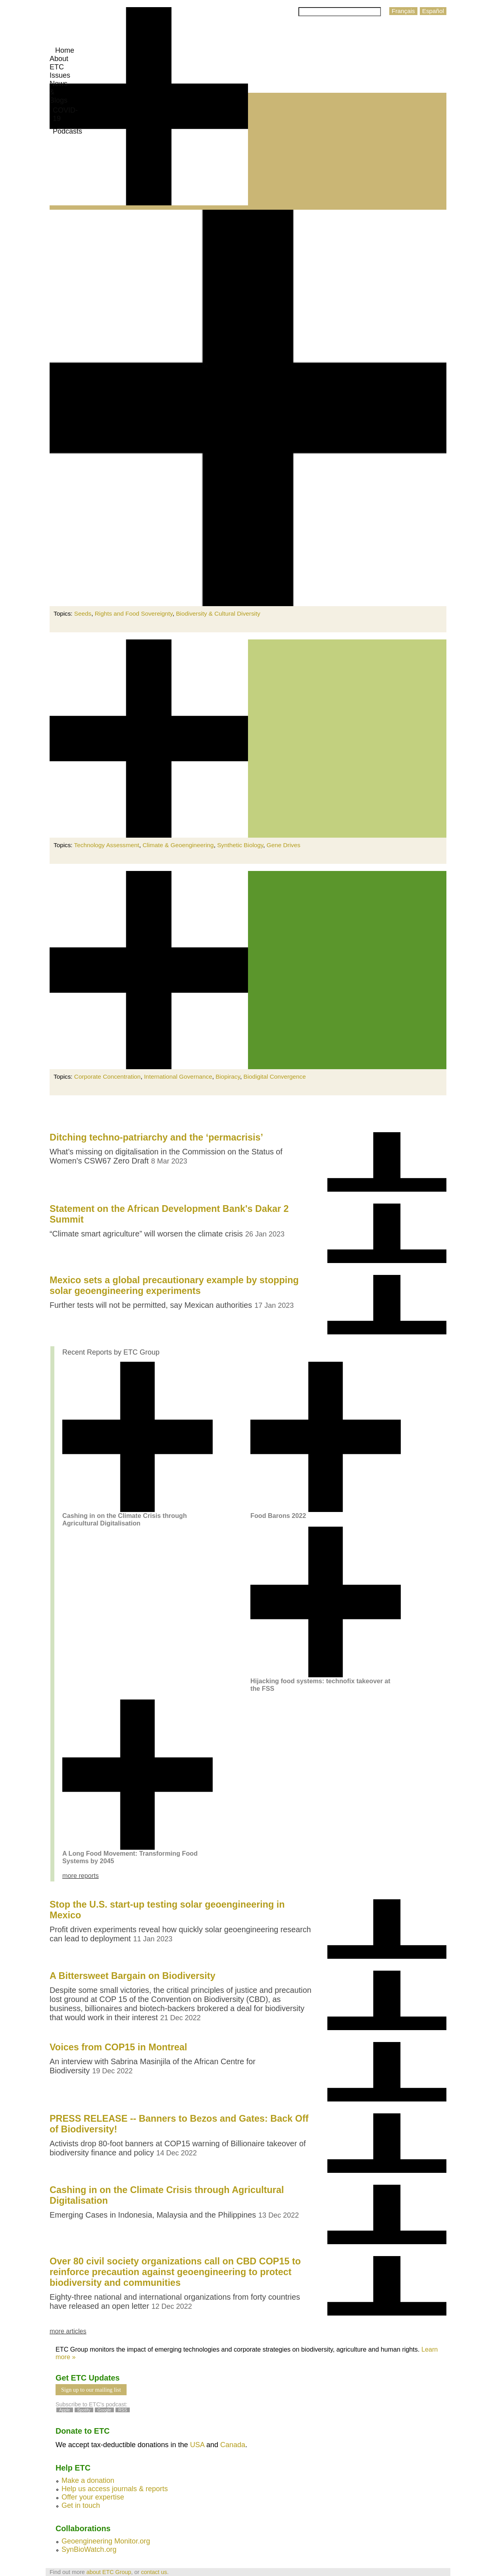 Français Español
Home
About
ETC
Issues
News
Podcasts
Topics: Seeds, Rights and Food Sovereignty, Biodiversity & Cultural Diversity
Topics: Technology Assessment, Climate & Geoengineering, Synthetic Biology, Gene Drives
Topics: Corporate Concentration, International Governance, Biopiracy, Biodigital Convergence
Ditching techno-patriarchy and the ‘permacrisis’
What’s missing on digitalisation in the Commission on the Status of
Women's CSW67 Zero Draft 8 Mar 2023
Statement on the African Development Bank's Dakar 2
Summit
“Climate smart agriculture” will worsen the climate crisis 26 Jan 2023
Mexico sets a global precautionary example by stopping
solar geoengineering experiments
Further tests will not be permitted, say Mexican authorities 17 Jan 2023
Recent Reports by ETC Group
Cashing in on the Climate Crisis through
Agricultural Digitalisation
Food Barons 2022
Hijacking food systems: technofix takeover at
the FSS
A Long Food Movement: Transforming Food
Systems by 2045
more reports
Stop the U.S. start-up testing solar geoengineering in
Mexico
Profit driven experiments reveal how quickly solar geoengineering research
can lead to deployment 11 Jan 2023
A Bittersweet Bargain on Biodiversity
Despite some small victories, the critical principles of justice and precaution
lost ground at COP 15 of the Convention on Biodiversity (CBD), as
business, billionaires and biotech-backers brokered a deal for biodiversity
that would work in their interest 21 Dec 2022
Voices from COP15 in Montreal
An interview with Sabrina Masinjila of the African Centre for
Biodiversity 19 Dec 2022
PRESS RELEASE -- Banners to Bezos and Gates: Back Off
of Biodiversity!
Activists drop 80-foot banners at COP15 warning of Billionaire takeover of
biodiversity finance and policy 14 Dec 2022
Cashing in on the Climate Crisis through Agricultural
Digitalisation
Emerging Cases in Indonesia, Malaysia and the Philippines 13 Dec 2022
Over 80 civil society organizations call on CBD COP15 to
reinforce precaution against geoengineering to protect
biodiversity and communities
Eighty-three national and international organizations from forty countries
have released an open letter 12 Dec 2022
more articles
ETC Group monitors the impact of emerging technologies and corporate strategies on biodiversity, agriculture and human rights. Learn
more »
Get ETC Updates
Sign up to our mailing list
Subscribe to ETC's podcast:
Apple Spotify Google RSS
Donate to ETC
We accept tax-deductible donations in the USA and Canada.
Help ETC
Make a donation
Help us access journals & reports
Offer your expertise
Get in touch
Collaborations
Geoengineering Monitor.org
SynBioWatch.org
Find out more about ETC Group, or contact us.